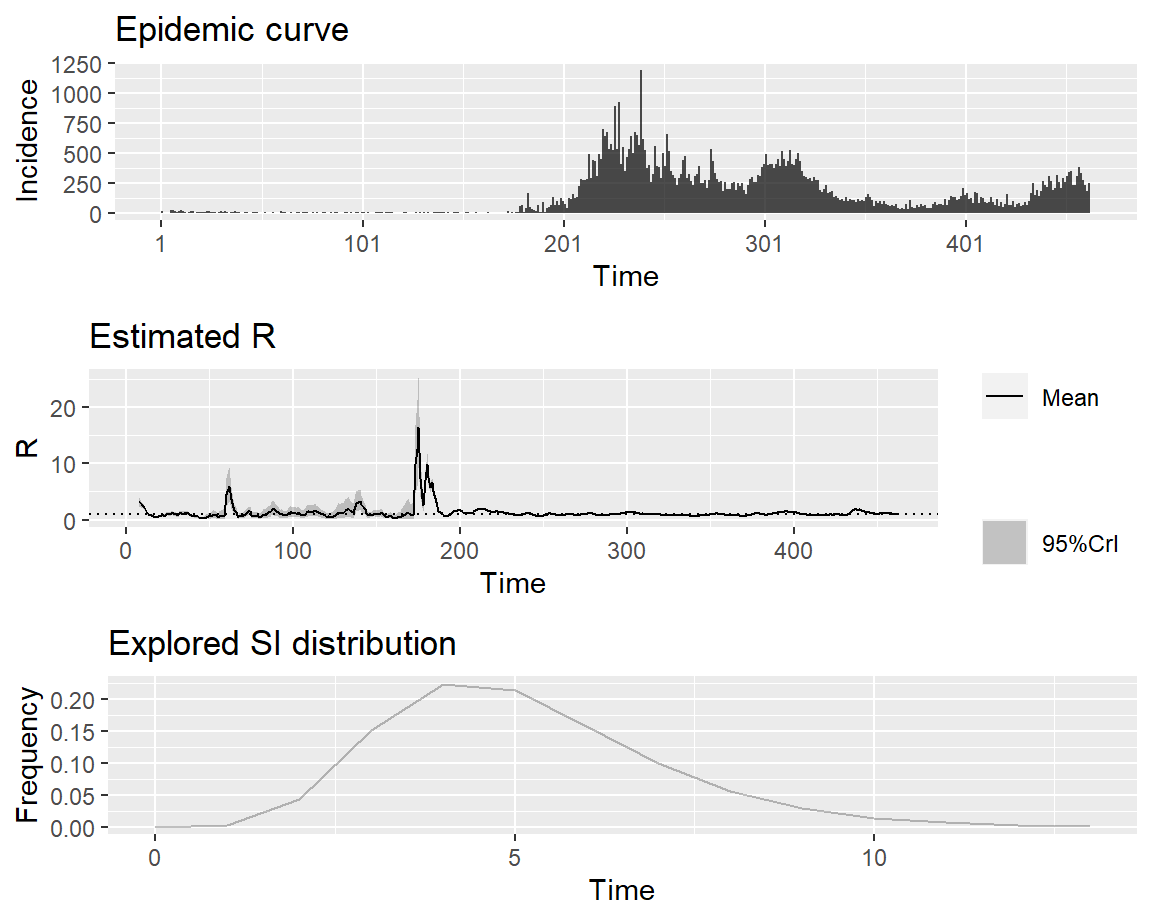 Epidemic curve
1250
1000
750
500
250
0
Incidence
1 101 201 301 401
Time
Estimated R
20
10
0
R
0 100 200 300 400
Time
Mean
95%CrI
Explored SI distribution
0.20
0.15
0.10
0.05
0.00
Frequency
0 5 10
Time